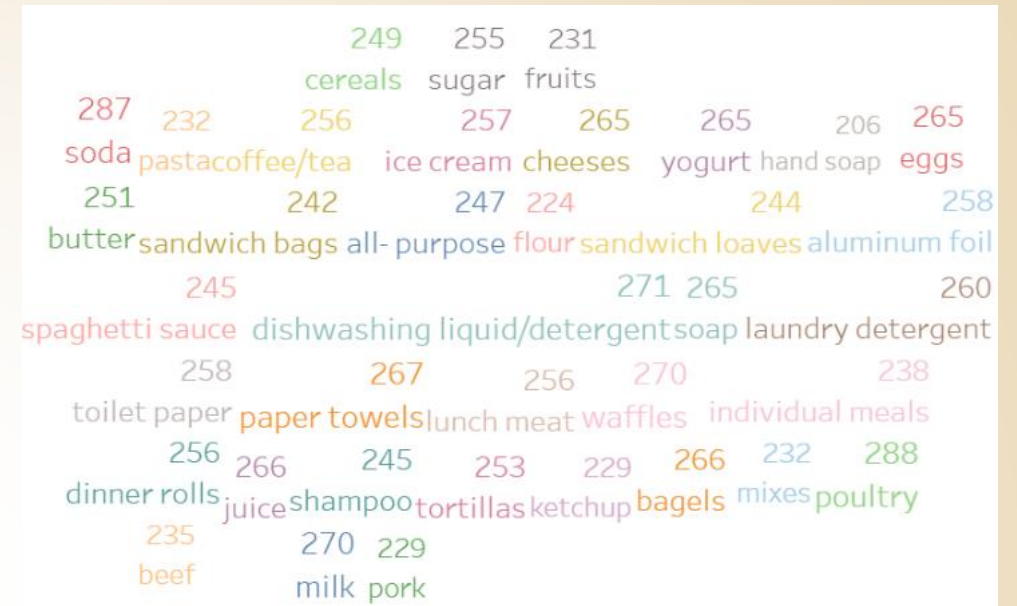 249 255 231
cereals sugar fruits
287 232 256 257 265 265 206 265
soda pasta coffee/tea ice cream cheeses yogurt hand soap eggs
251 242 247 224 244 258
butter sandwich bags all- purpose flour sandwich loaves aluminum foil
245 271 265 260
spaghetti sauce dishwashing liquid/detergent soap laundry detergent
258 267 256 270 238
toilet paper paper towels lunch meat waffles individual meals
256 266 245 253 229 266 232 288
dinner rolls juice shampoo tortillas ketchup bagels mixes poultry
235 270 229
beef milk pork